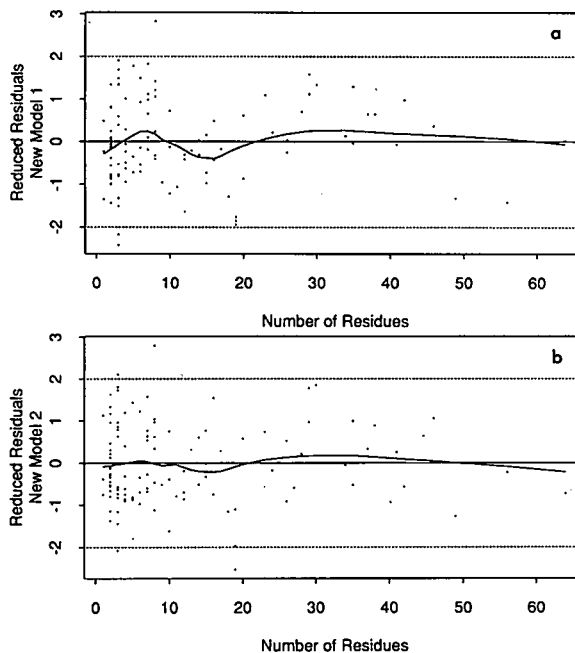 a
Reduced Residuals
New Model 1
3
2
1
0
-1
-2
0 10 20 30 40 50 60
Number of Residues
b
Reduced Residuals
New Model 2
3
2
1
0
-1
-2
0 10 20 30 40 50 60
Number of Residues